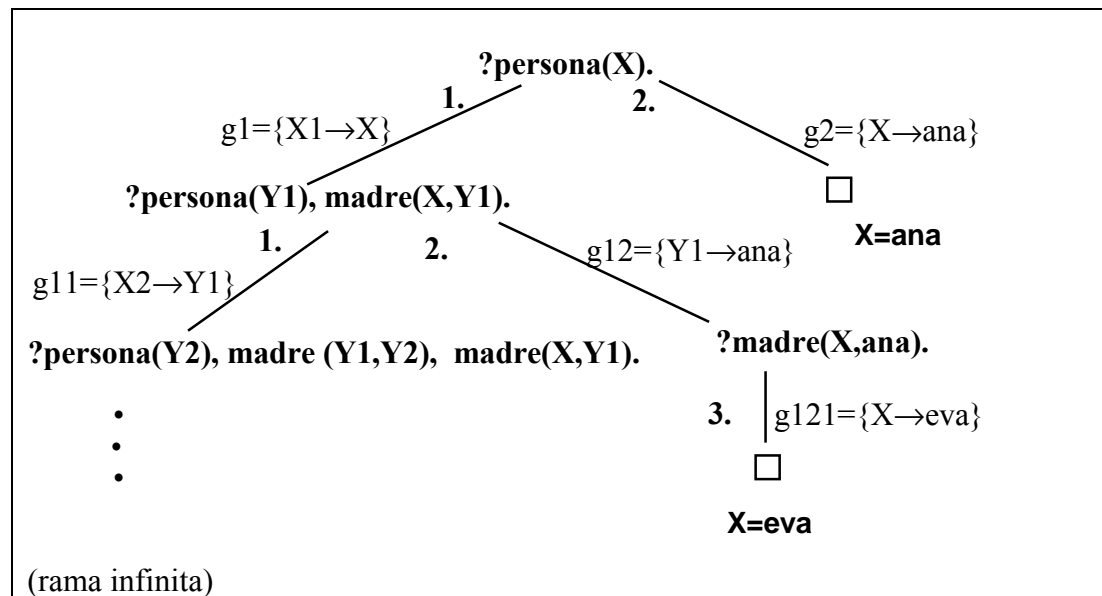 ?persona(X).
1. 2.
g1={X1→X} g2={X→ana}
?persona(Y1), madre(X,Y1).
X=ana
1. 2. g12={Y1→ana}
g11={X2→Y1}
?persona(Y2), madre (Y1,Y2), madre(X,Y1). ?madre(X,ana).
3. g121={X→eva}
X=eva
(rama infinita)